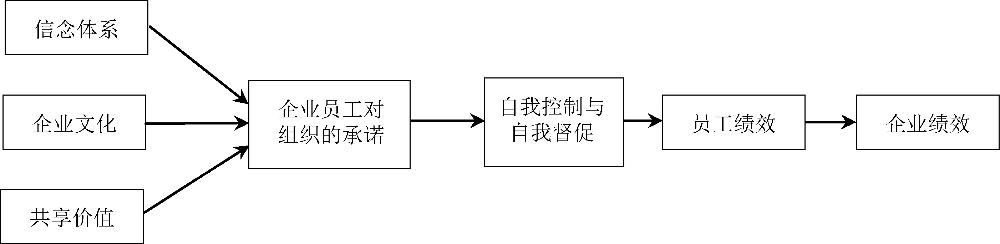 信念体系
企业文化
共享价值
企业员工对
组织的承诺
自我控制与
自我督促
员工绩效
企业绩效